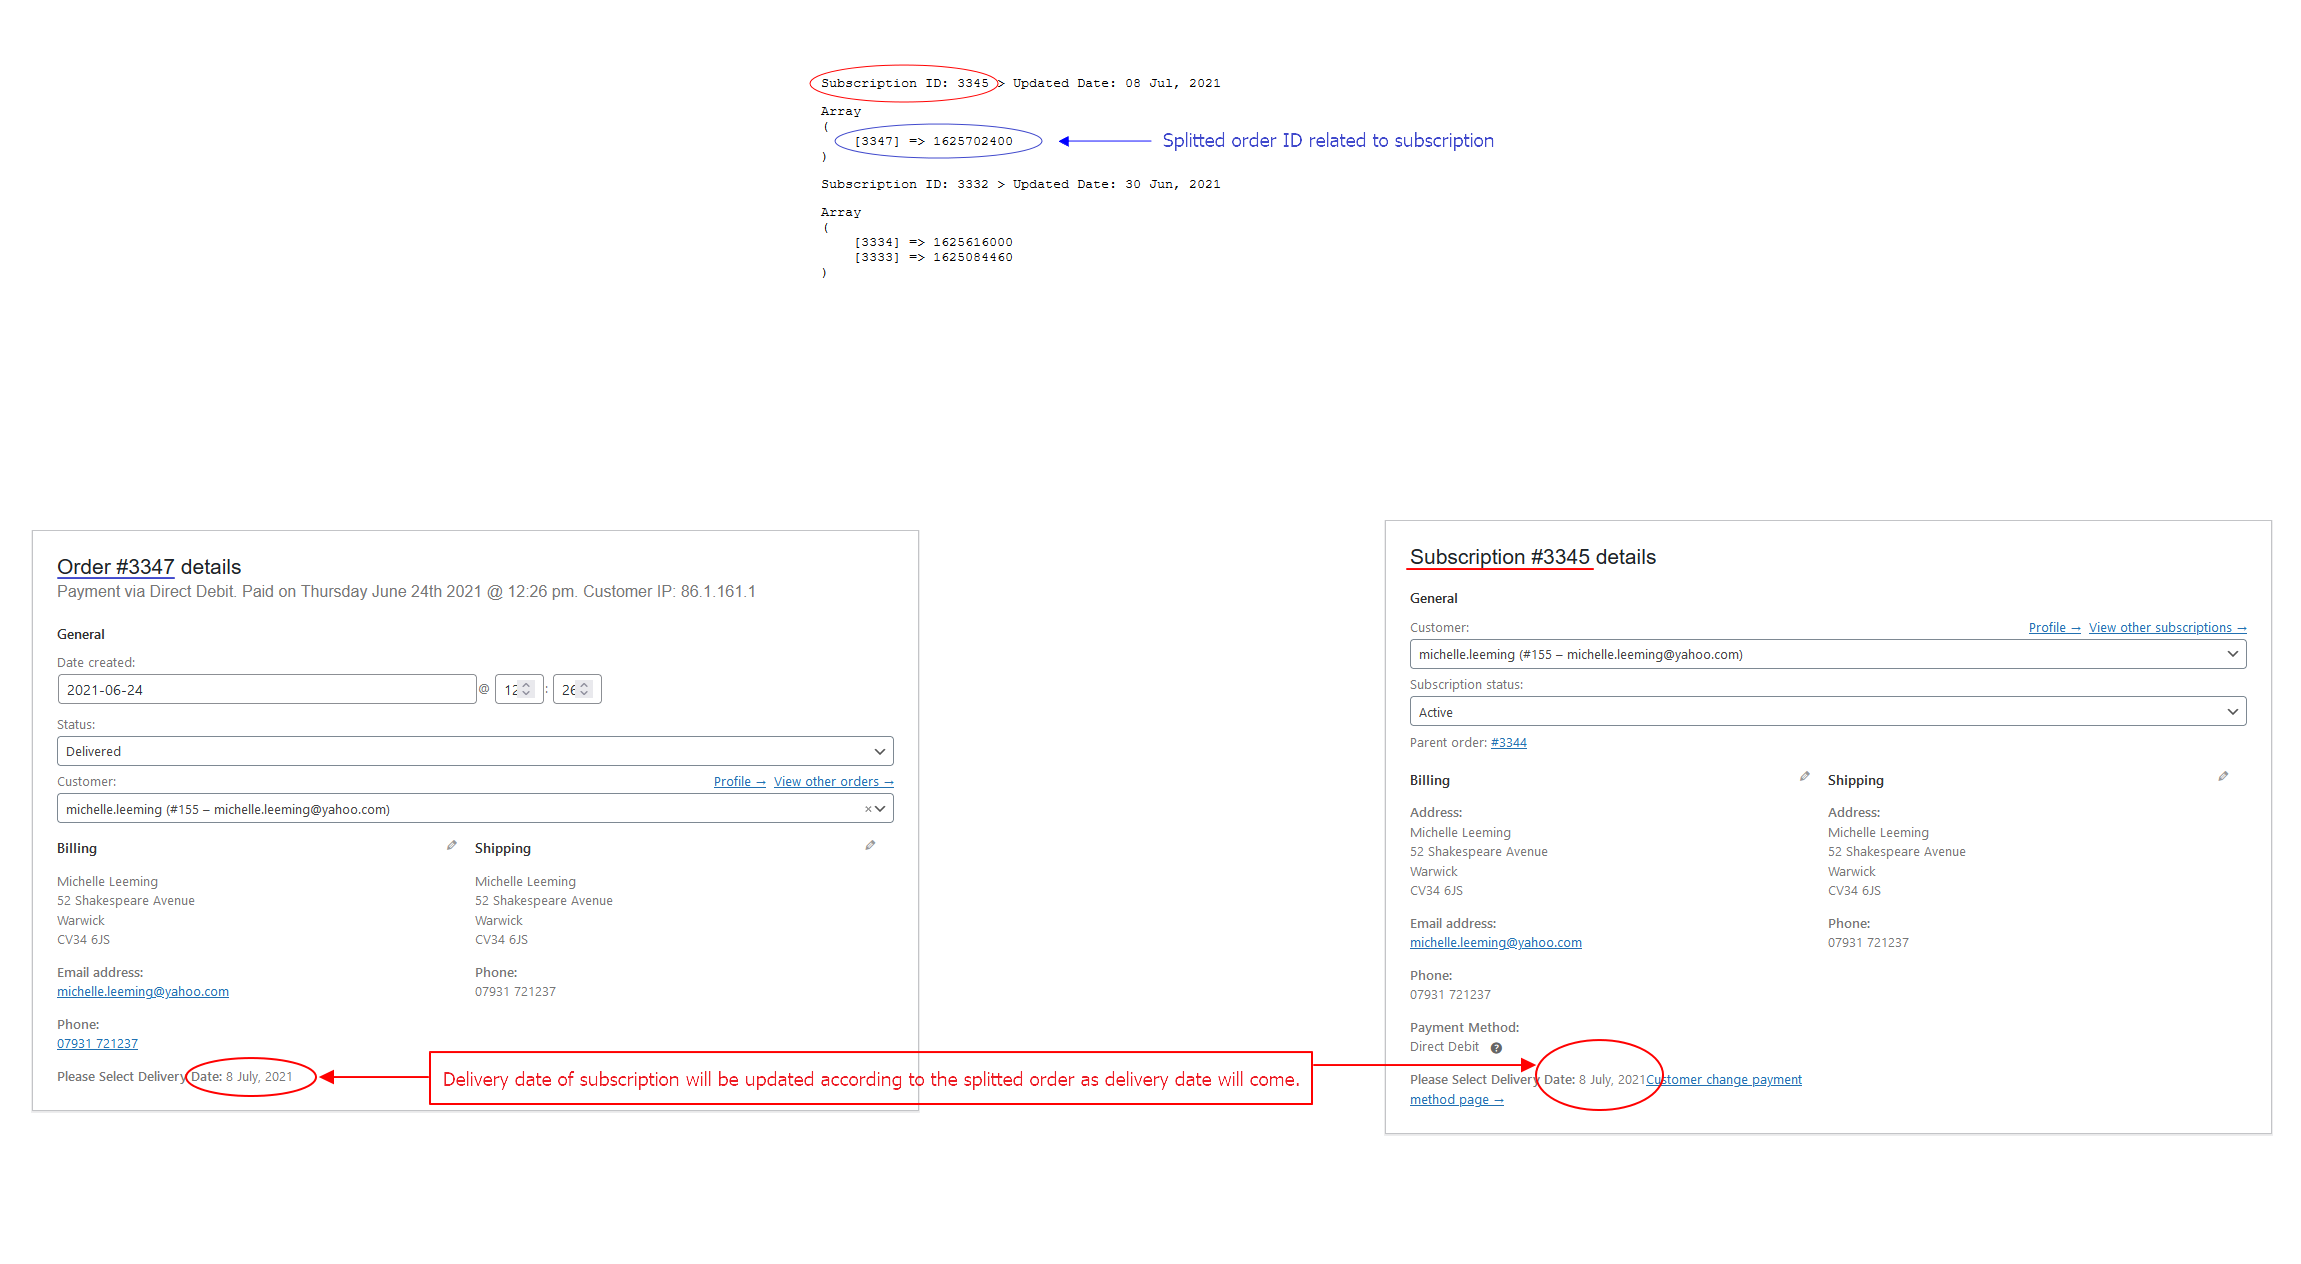 Subscription ID: 3345 > Updated Date: 08 Jul, 2021
Array
(
[3347] => 1625702400
Splitted order ID related to subscription
)
Subscription ID: 3332 > Updated Date: 30 Jun, 2021
Array
(
[3334] => 1625616000
[3333] => 1625084460
)
Order #3347 details
Payment via Direct Debit. Paid on Thursday June 24th 2021 @ 12:26 pm. Customer IP: 86.1.161.1
General
Date created:
2021-06-24 @ 12 : 26
Status:
Delivered
Customer: Profile → View other orders →
michelle.leeming (#155 – michelle.leeming@yahoo.com) ×
Billing
Michelle Leeming
52 Shakespeare Avenue
Warwick
CV34 6JS
Email address:
michelle.leeming@yahoo.com
Phone:
07931 721237
Shipping
Michelle Leeming
52 Shakespeare Avenue
Warwick
CV34 6JS
Phone:
07931 721237
Please Select Delivery Date: 8 July, 2021
Delivery date of subscription will be updated according to the splitted order as delivery date will come.
Subscription #3345 details
General
Customer: Profile → View other subscriptions →
michelle.leeming (#155 – michelle.leeming@yahoo.com)
Subscription status:
Active
Parent order: #3344
Billing
Address:
Michelle Leeming
52 Shakespeare Avenue
Warwick
CV34 6JS
Email address:
michelle.leeming@yahoo.com
Phone:
07931 721237
Payment Method:
Direct Debit ?
Shipping
Address:
Michelle Leeming
52 Shakespeare Avenue
Warwick
CV34 6JS
Phone:
07931 721237
Please Select Delivery Date: 8 July, 2021Customer change payment
method page →